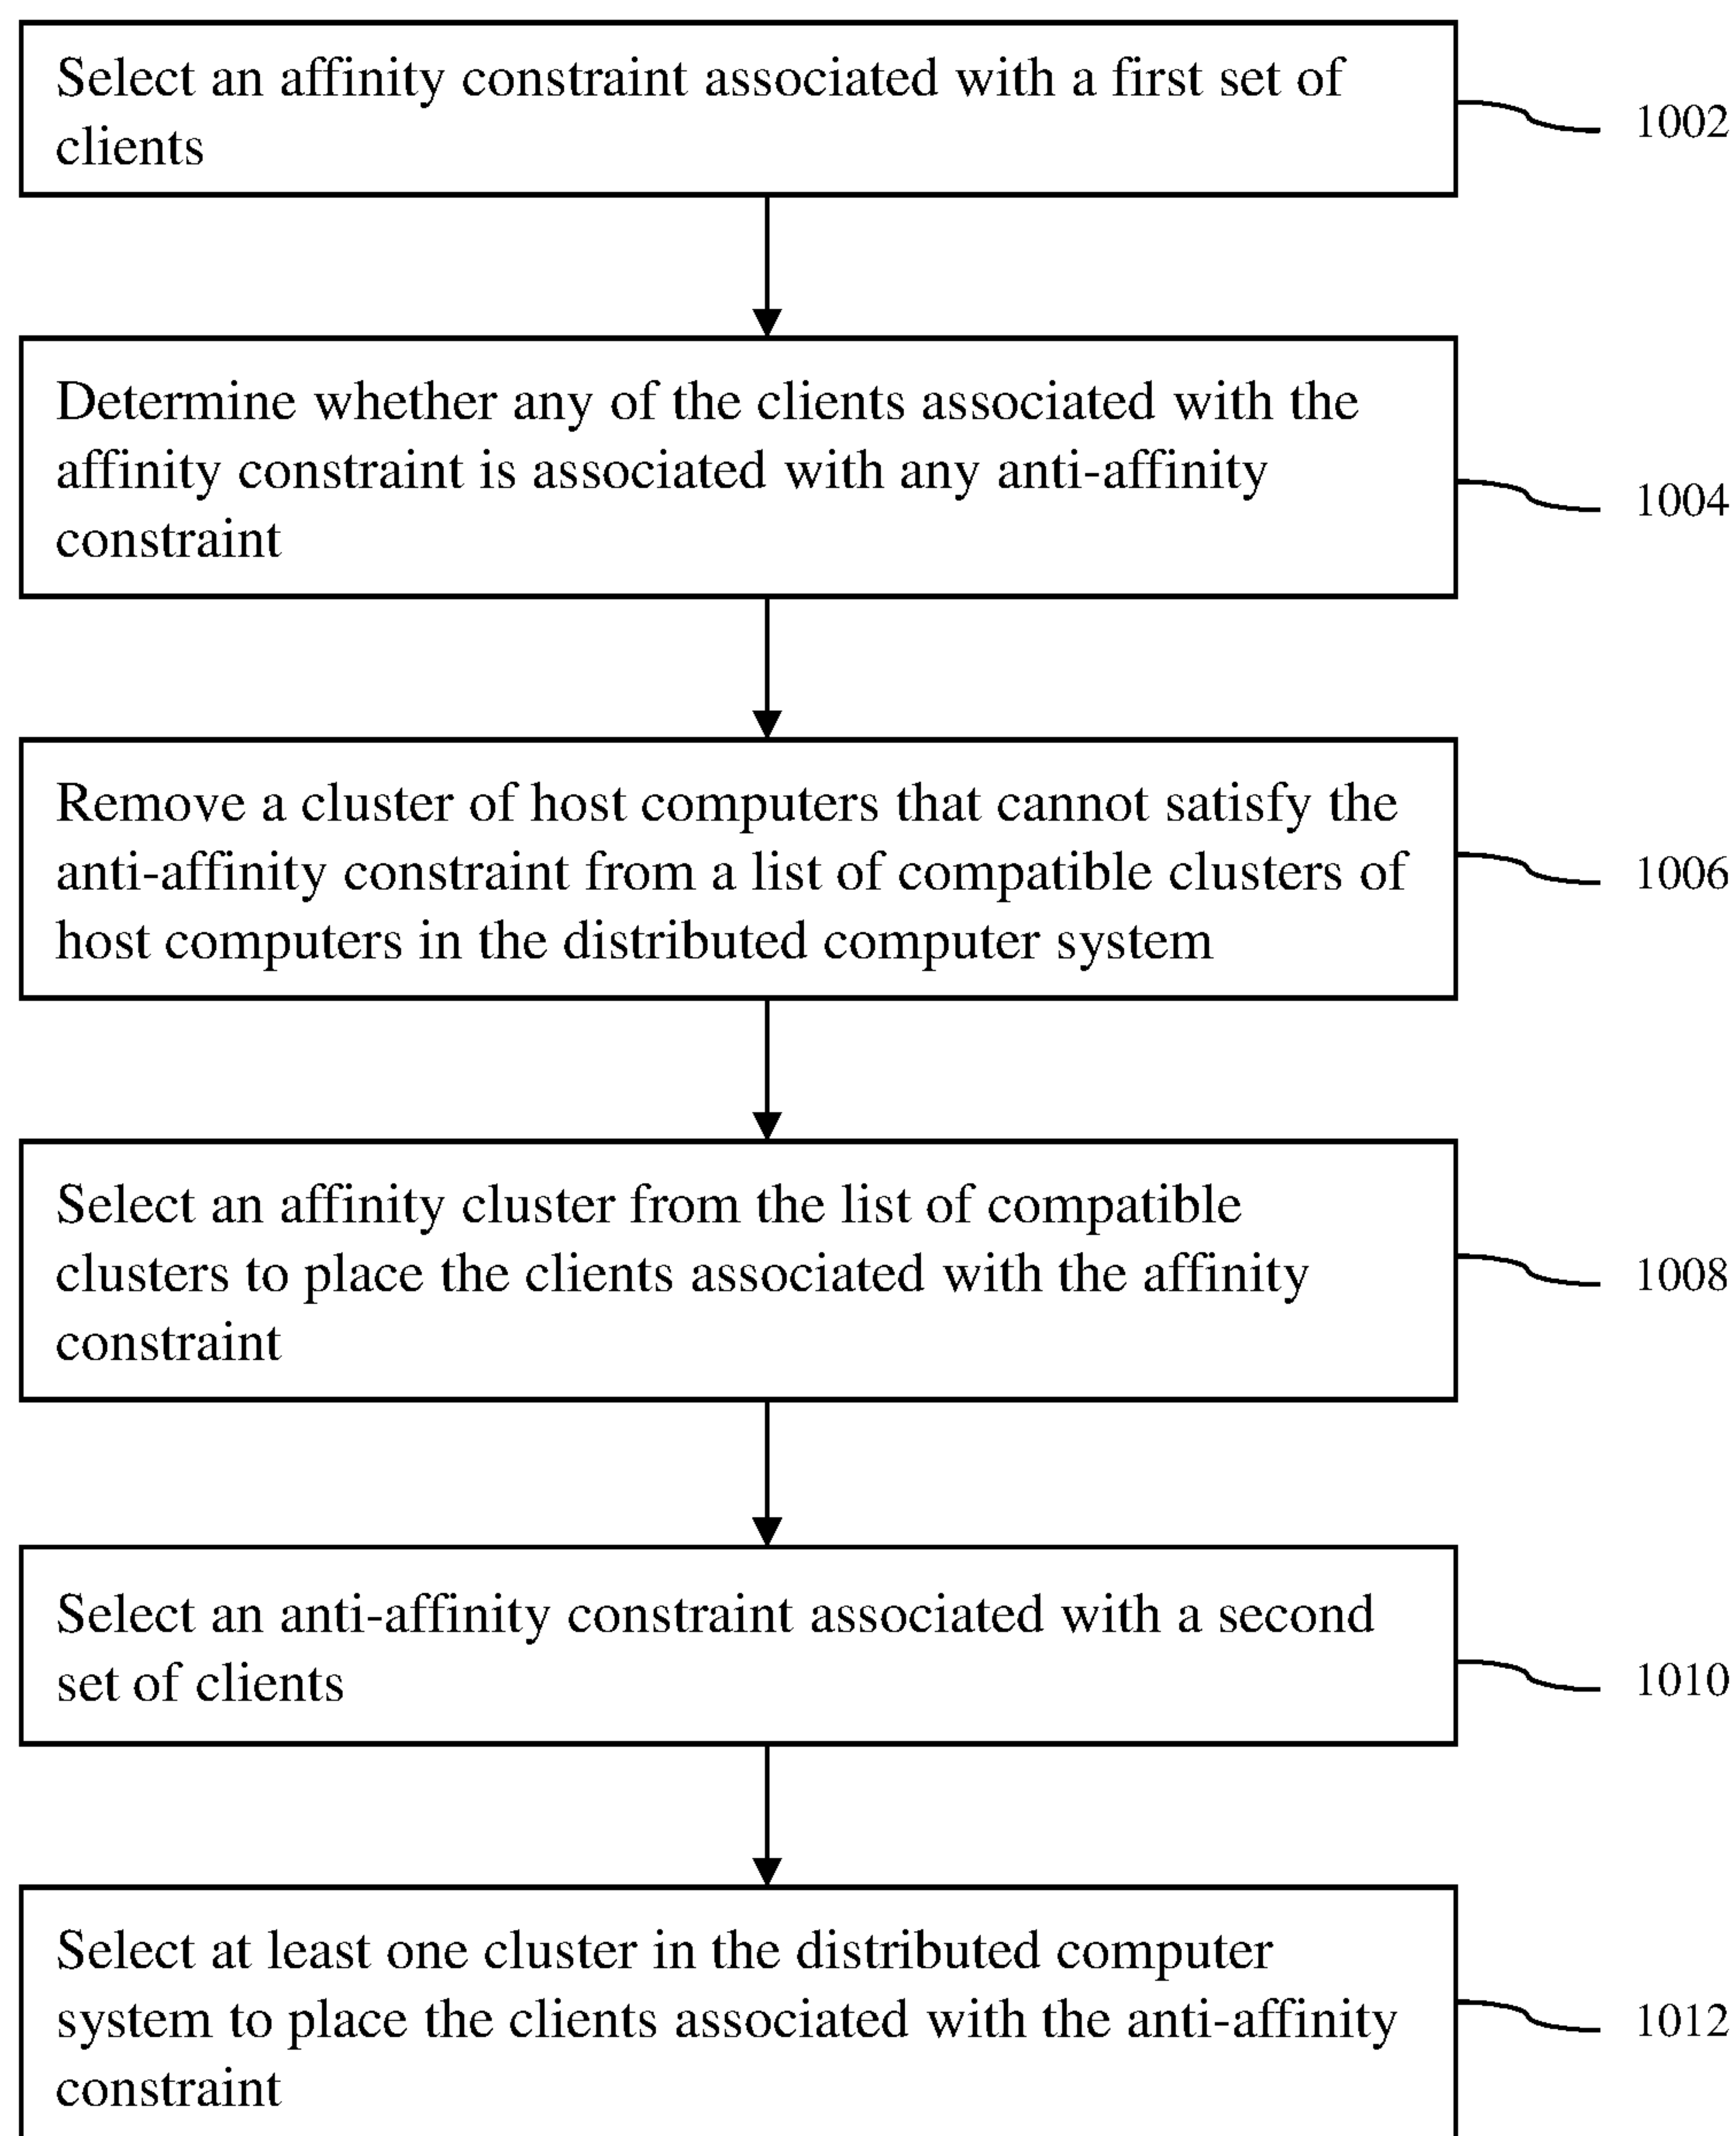 Select an affinity constraint associated with a first set of
clients
1002
Determine whether any of the clients associated with the
affinity constraint is associated with any anti-affinity
constraint
1004
Remove a cluster of host computers that cannot satisfy the
anti-affinity constraint from a list of compatible clusters of
host computers in the distributed computer system
1006
Select an affinity cluster from the list of compatible
clusters to place the clients associated with the affinity
constraint
1008
Select an anti-affinity constraint associated with a second
set of clients
1010
Select at least one cluster in the distributed computer
system to place the clients associated with the anti-affinity
constraint
1012